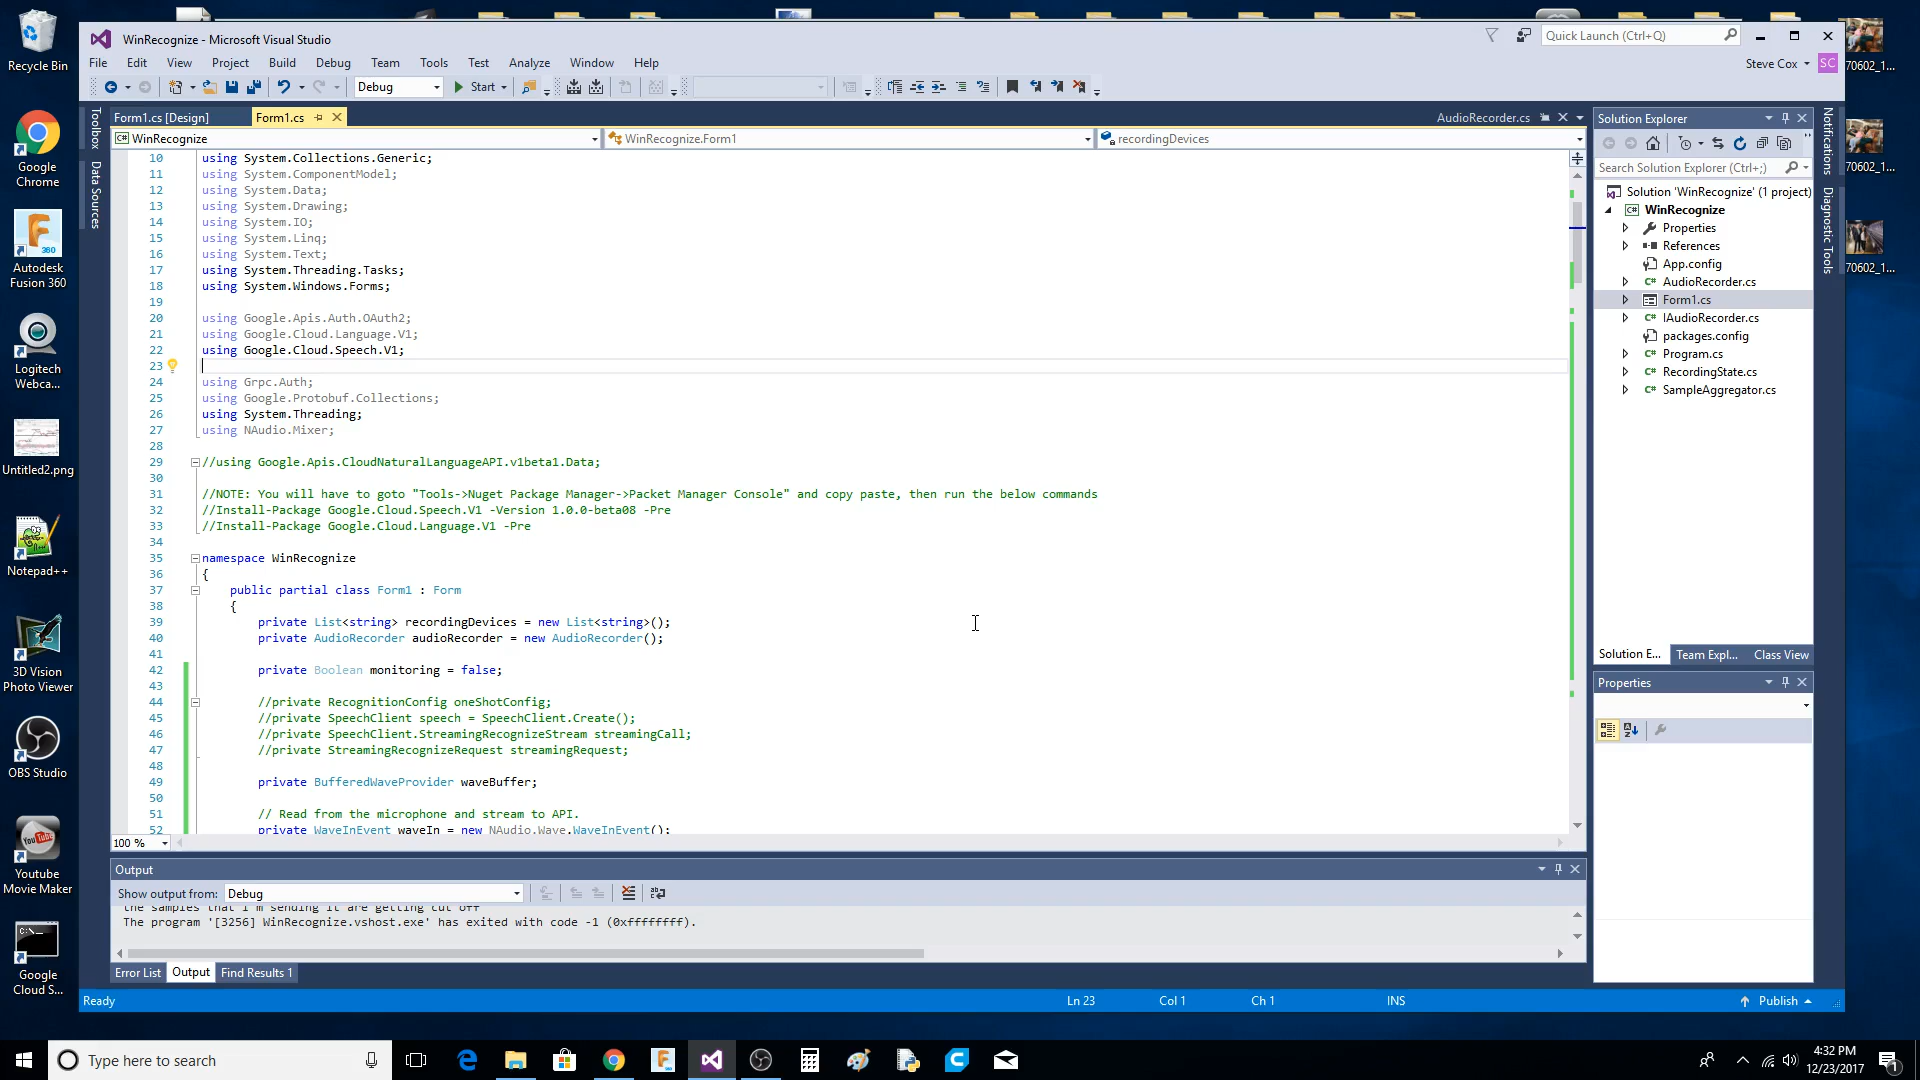 Recycle Bin
Google
Chrome
Autodesk
Fusion 360
Logitech
Webca...
Untitled2.png
Notepad++
3D Vision
Photo Viewer
OBS Studio
Youtube
Movie Maker
Google
Cloud S...
70602_1...
70602_1...
70602_1...
WinRecognize - Microsoft Visual Studio
Quick Launch (Ctrl+Q)
File Edit View Project Build Debug Team Tools Test Analyze Window Help
Steve Cox SC
Debug Start
Toolbox
Data Sources
Form1.cs [Design] Form1.cs AudioRecorder.cs
WinRecognize WinRecognize.Form1 recordingDevices
10 using System.Collections.Generic;
11 using System.ComponentModel;
12 using System.Data;
13 using System.Drawing;
14 using System.IO;
15 using System.Linq;
16 using System.Text;
17 using System.Threading.Tasks;
18 using System.Windows.Forms;
19
20 using Google.Apis.Auth.OAuth2;
21 using Google.Cloud.Language.V1;
22 using Google.Cloud.Speech.V1;
23
24 using Grpc.Auth;
25 using Google.Protobuf.Collections;
26 using System.Threading;
27 using NAudio.Mixer;
28
29 //using Google.Apis.CloudNaturalLanguageAPI.v1beta1.Data;
30
31 //NOTE: You will have to goto "Tools->Nuget Package Manager->Packet Manager Console" and copy paste, then run the below commands
32 //Install-Package Google.Cloud.Speech.V1 -Version 1.0.0-beta08 -Pre
33 //Install-Package Google.Cloud.Language.V1 -Pre
34
35 namespace WinRecognize
36 {
37 public partial class Form1 : Form
38 {
39 private List<string> recordingDevices = new List<string>();
40 private AudioRecorder audioRecorder = new AudioRecorder();
41
42 private Boolean monitoring = false;
43
44 //private RecognitionConfig oneShotConfig;
45 //private SpeechClient speech = SpeechClient.Create();
46 //private SpeechClient.StreamingRecognizeStream streamingCall;
47 //private StreamingRecognizeRequest streamingRequest;
48
49 private BufferedWaveProvider waveBuffer;
50
51 // Read from the microphone and stream to API.
52 private WaveInEvent waveIn = new NAudio.Wave.WaveInEvent();
100 %
Output
Show output from: Debug
the samples that i'm sending it are getting cut off
The program '[3256] WinRecognize.vshost.exe' has exited with code -1 (0xffffffff).
Error List Output Find Results 1
Solution Explorer
Search Solution Explorer (Ctrl+;)
Solution 'WinRecognize' (1 project)
WinRecognize
Properties
References
App.config
AudioRecorder.cs
Form1.cs
IAudioRecorder.cs
packages.config
Program.cs
RecordingState.cs
SampleAggregator.cs
Solution E... Team Expl... Class View
Properties
Notifications
Diagnostic Tools
Ready Ln 23 Col 1 Ch 1 INS Publish
Type here to search
4:32 PM
12/23/2017
1